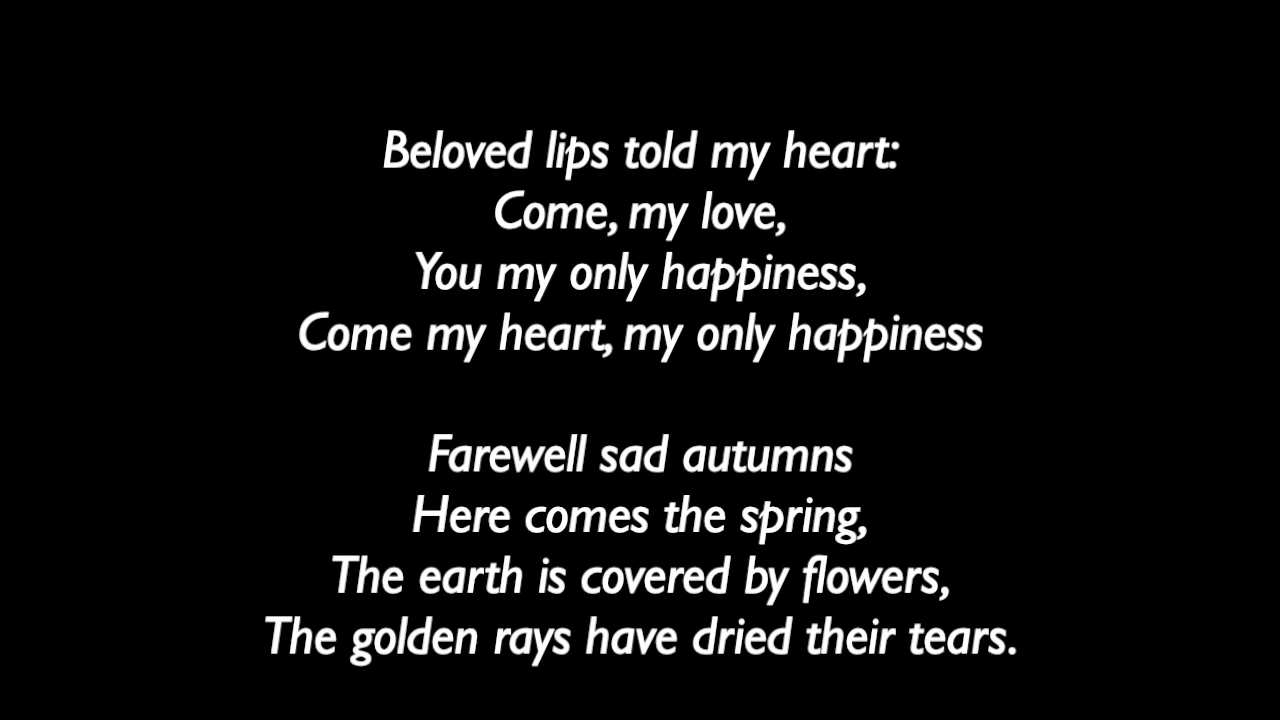 Beloved lips told my heart:
Come, my love,
You my only happiness,
Come my heart, my only happiness
Farewell sad autumns
Here comes the spring,
The earth is covered by flowers,
The golden rays have dried their tears.